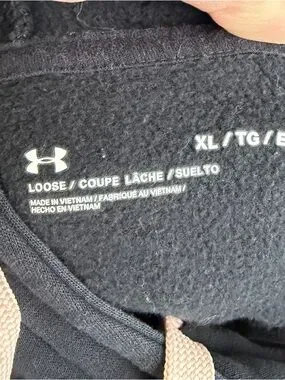 XL / TG / E
LOOSE / COUPE LÂCHE / SUELTO
MADE IN VIETNAM / FABRIQUÉ AU VIETNAM /
HECHO EN VIETNAM